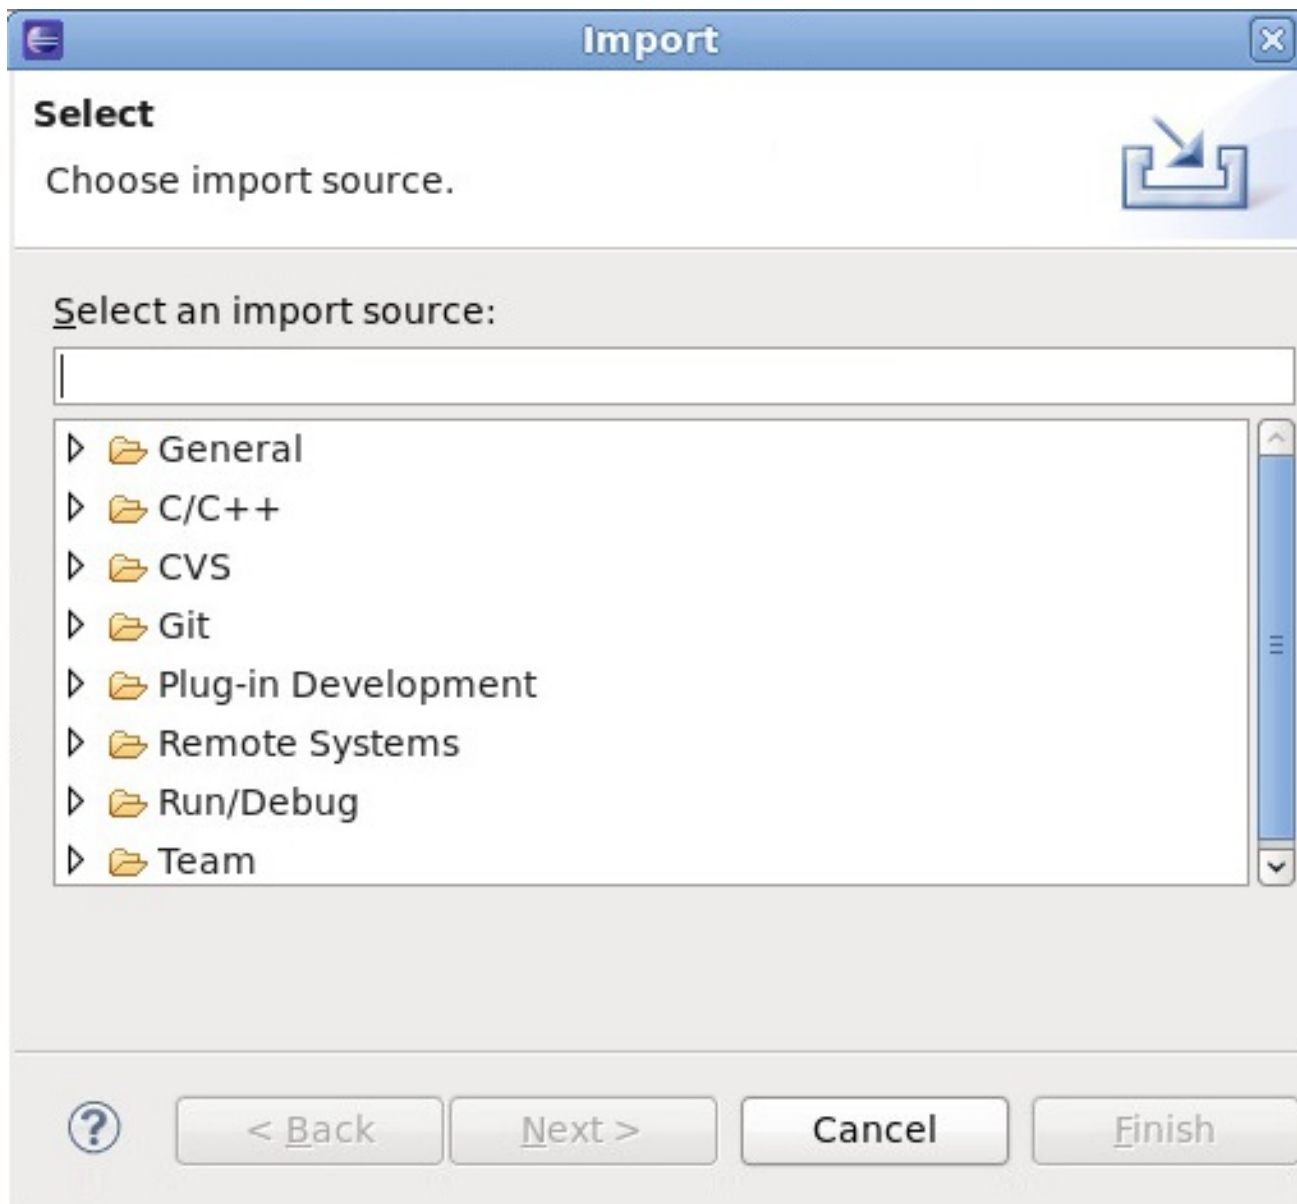 Import
Select
Choose import source.
Select an import source:
General
C/C++
CVS
Git
Plug-in Development
Remote Systems
Run/Debug
Team
? < Back Next > Cancel Finish